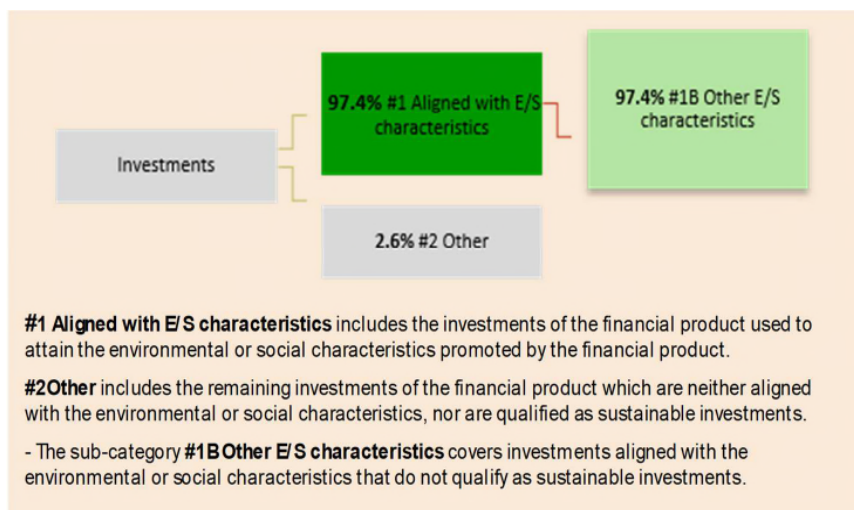 97.4% #1 Aligned with E/S
characteristics
97.4% #1B Other E/S
characteristics
Investments
2.6% #2 Other
#1 Aligned with E/S characteristics includes the investments of the financial product used to
attain the environmental or social characteristics promoted by the financial product.
#2Other includes the remaining investments of the financial product which are neither aligned
with the environmental or social characteristics, nor are qualified as sustainable investments.
- The sub-category #1B Other E/S characteristics covers investments aligned with the
environmental or social characteristics that do not qualify as sustainable investments.